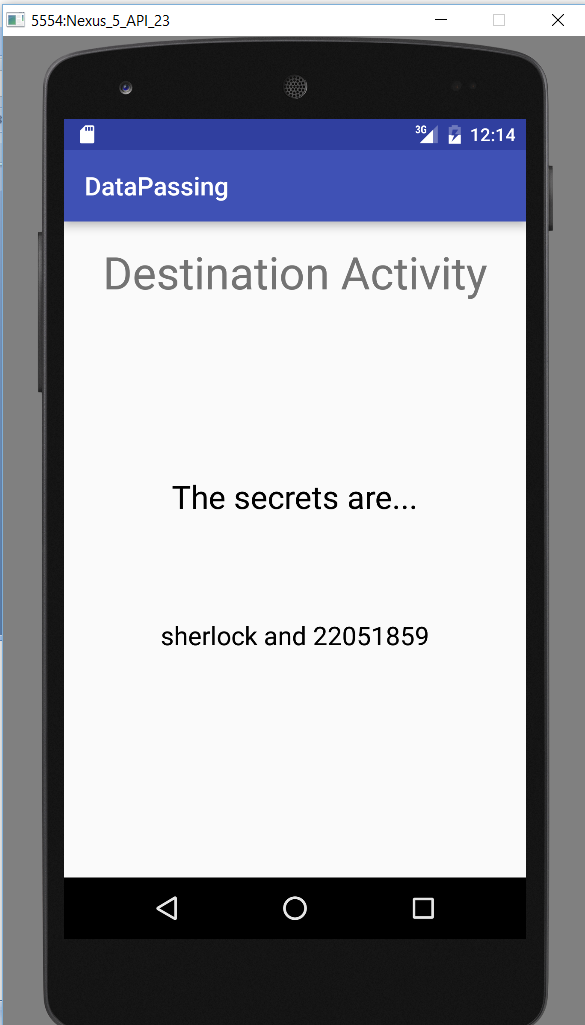 5554:Nexus_5_API_23
3G 12:14
DataPassing
Destination Activity
The secrets are...
sherlock and 22051859